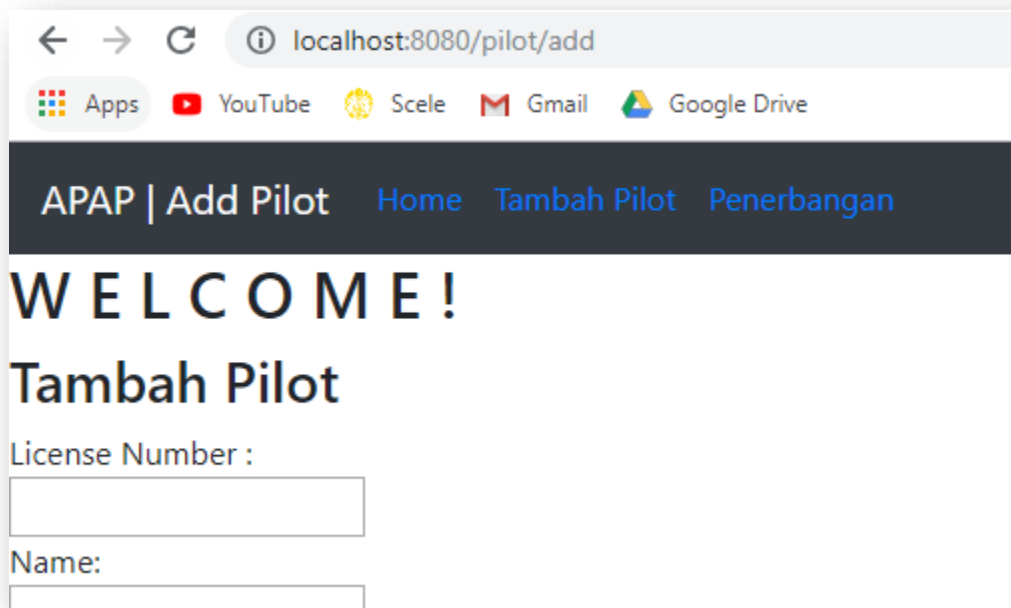 localhost:8080/pilot/add
Apps YouTube Scele Gmail Google Drive
APAP | Add Pilot Home Tambah Pilot Penerbangan
W E L C O M E !
Tambah Pilot
License Number :
Name: